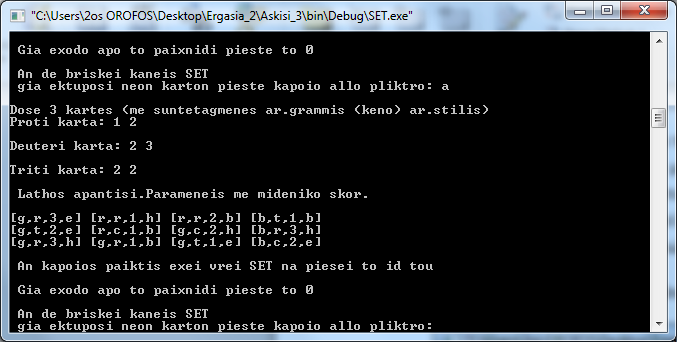 "C:\Users\2os OROFOS\Desktop\Ergasia_2\Askisi_3\bin\Debug\SET.exe"
Gia exodo apo to paixnidi pieste to 0
An de briskei kaneis SET
gia ektuposi neon karton pieste kapoio allo pliktro: a
Dose 3 kartes (me suntetagmenes ar.grammis (keno) ar.stilis)
Proti karta: 1 2
Deuteri karta: 2 3
Triti karta: 2 2
Lathos apantisi.Parameneis me mideniko skor.
[g,r,3,e] [r,r,1,h] [r,r,2,b] [b,t,1,b]
[g,t,2,e] [r,c,1,b] [g,c,2,h] [b,r,3,h]
[g,r,3,h] [g,r,1,b] [g,t,1,e] [b,c,2,e]
An kapoios paiktis exei vrei SET na piesei to id tou
Gia exodo apo to paixnidi pieste to 0
An de briskei kaneis SET
gia ektuposi neon karton pieste kapoio allo pliktro: